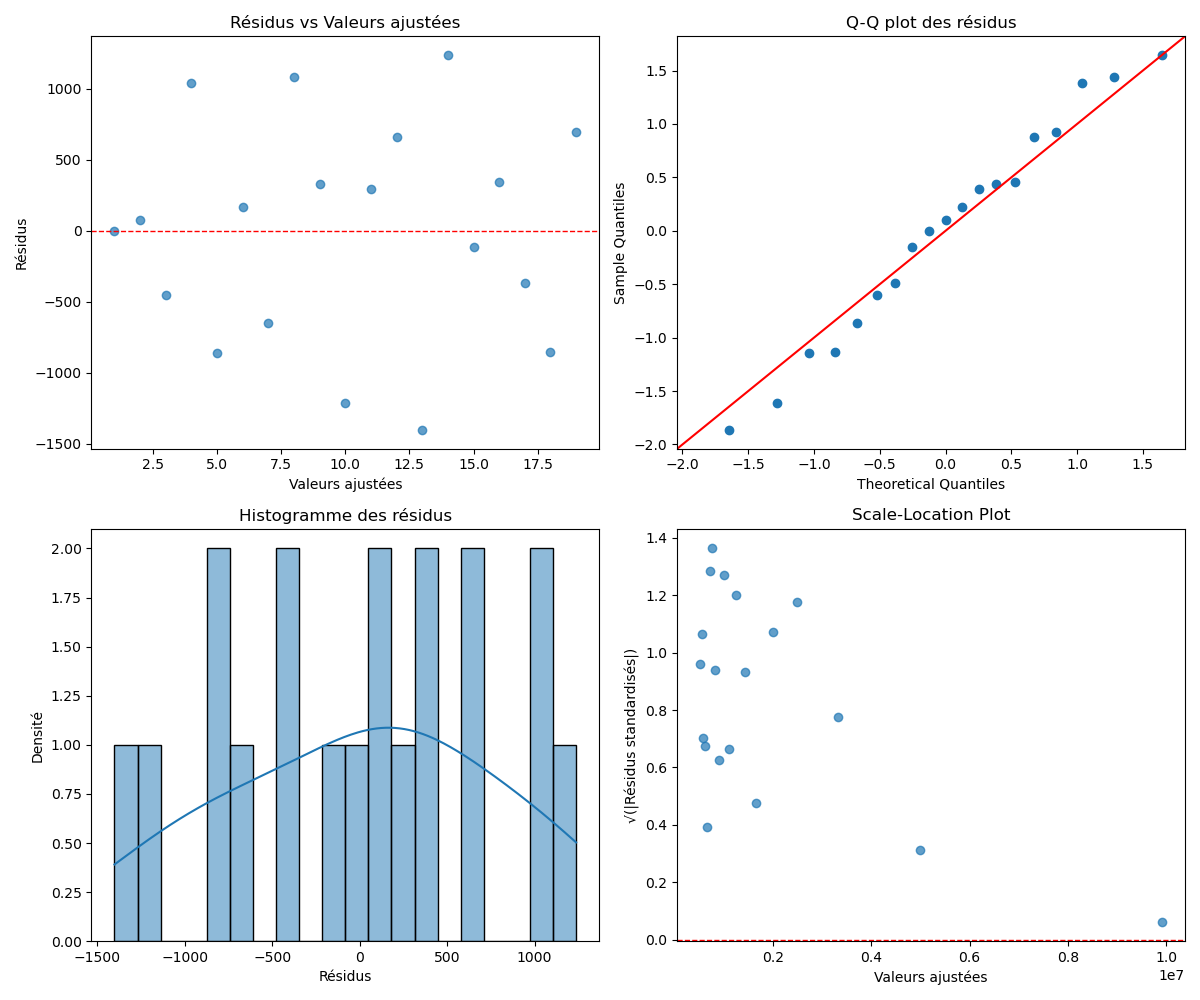 Résidus vs Valeurs ajustées
1000
500
0
−500
−1000
−1500
Résidus
2.5 5.0 7.5 10.0 12.5 15.0 17.5
Valeurs ajustées
Q-Q plot des résidus
1.5
1.0
0.5
0.0
−0.5
−1.0
−1.5
−2.0
Sample Quantiles
−2.0 −1.5 −1.0 −0.5 0.0 0.5 1.0 1.5
Theoretical Quantiles
Histogramme des résidus
2.00
1.75
1.50
1.25
1.00
0.75
0.50
0.25
0.00
Densité
−1500 −1000 −500 0 500 1000
Résidus
Scale-Location Plot
1.4
1.2
1.0
0.8
0.6
0.4
0.2
0.0
√(|Résidus standardisés|)
0.2 0.4 0.6 0.8 1.0
1e7
Valeurs ajustées